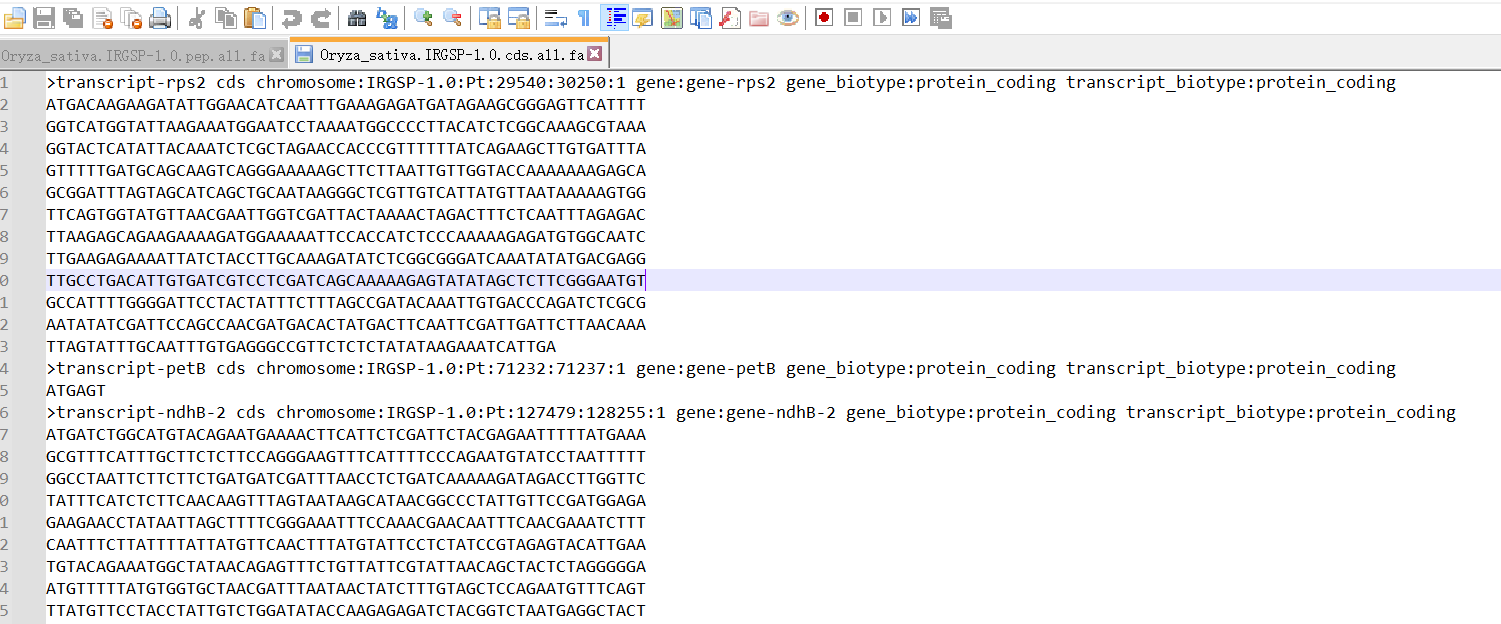 Oryza_sativa.IRGSP-1.0.pep.all.fa
Oryza_sativa.IRGSP-1.0.cds.all.fa
1 >transcript-rps2 cds chromosome:IRGSP-1.0:Pt:29540:30250:1 gene:gene-rps2 gene_biotype:protein_coding transcript_biotype:protein_coding
2 ATGACAAGAAGATATTGGAACATCAATTTGAAAGAGATGATAGAAGCGGGAGTTCATTTT
3 GGTCATGGTATTAAGAAATGGAATCCTAAAATGGCCCCTTACATCTCGGCAAAGCGTAAA
4 GGTACTCATATTACAAATCTCGCTAGAACCACCCGTTTTTTATCAGAAGCTTGTGATTTA
5 GTTTTTGATGCAGCAAGTCAGGGAAAAAGCTTCTTAATTGTTGGTACCAAAAAAAGAGCA
6 GCGGATTTAGTAGCATCAGCTGCAATAAGGGCTCGTTGTCATTATGTTAATAAAAAGTGG
7 TTCAGTGGTATGTTAACGAATTGGTCGATTACTAAAACTAGACTTTCTCAATTTAGAGAC
8 TTAAGAGCAGAAGAAAAGATGGAAAAATTCCACCATCTCCCAAAAAGAGATGTGGCAATC
9 TTGAAGAGAAAATTATCTACCTTGCAAAGATATCTCGGCGGGATCAAATATATGACGAGG
0 TTGCCTGACATTGTGATCGTCCTCGATCAGCAAAAAGAGTATATAGCTCTTCGGGAATGT
1 GCCATTTTGGGGATTCCTACTATTTCTTTAGCCGATACAAATTGTGACCCAGATCTCGCG
2 AATATATCGATTCCAGCCAACGATGACACTATGACTTCAATTCGATTGATTCTTAACAAA
3 TTAGTATTTGCAATTTGTGAGGGCCGTTCTCTCTATATAAGAAATCATTGA
4 >transcript-petB cds chromosome:IRGSP-1.0:Pt:71232:71237:1 gene:gene-petB gene_biotype:protein_coding transcript_biotype:protein_coding
5 ATGAGT
6 >transcript-ndhB-2 cds chromosome:IRGSP-1.0:Pt:127479:128255:1 gene:gene-ndhB-2 gene_biotype:protein_coding transcript_biotype:protein_coding
7 ATGATCTGGCATGTACAGAATGAAAACTTCATTCTCGATTCTACGAGAATTTTTATGAAA
8 GCGTTTCATTTGCTTCTCTTCCAGGGAAGTTTCATTTTCCCAGAATGTATCCTAATTTTT
9 GGCCTAATTCTTCTTCTGATGATCGATTTAACCTCTGATCAAAAAGATAGACCTTGGTTC
0 TATTTCATCTCTTCAACAAGTTTAGTAATAAGCATAACGGCCCTATTGTTCCGATGGAGA
1 GAAGAACCTATAATTAGCTTTTCGGGAAATTTCCAAACGAACAATTTCAACGAAATCTTT
2 CAATTTCTTATTTTATTATGTTCAACTTTATGTATTCCTCTATCCGTAGAGTACATTGAA
3 TGTACAGAAATGGCTATAACAGAGTTTCTGTTATTCGTATTAACAGCTACTCTAGGGGGA
4 ATGTTTTTATGTGGTGCTAACGATTTAATAACTATCTTTGTAGCTCCAGAATGTTTCAGT
5 TTATGTTCCTACCTATTGTCTGGATATACCAAGAGAGATCTACGGTCTAATGAGGCTACT